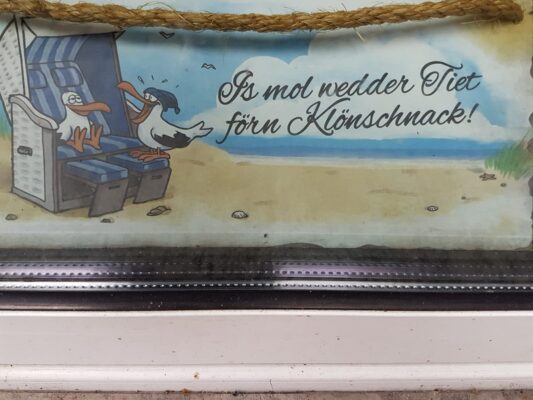 Is mol wedder Tiet
förn Klönschnack!